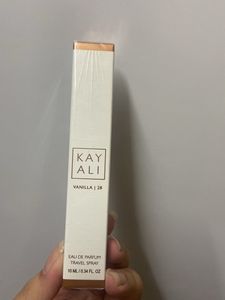 KAY
ALI
VANILLA | 28
EAU DE PARFUM
TRAVEL SPRAY
10 ML / 0.34 FL. OZ